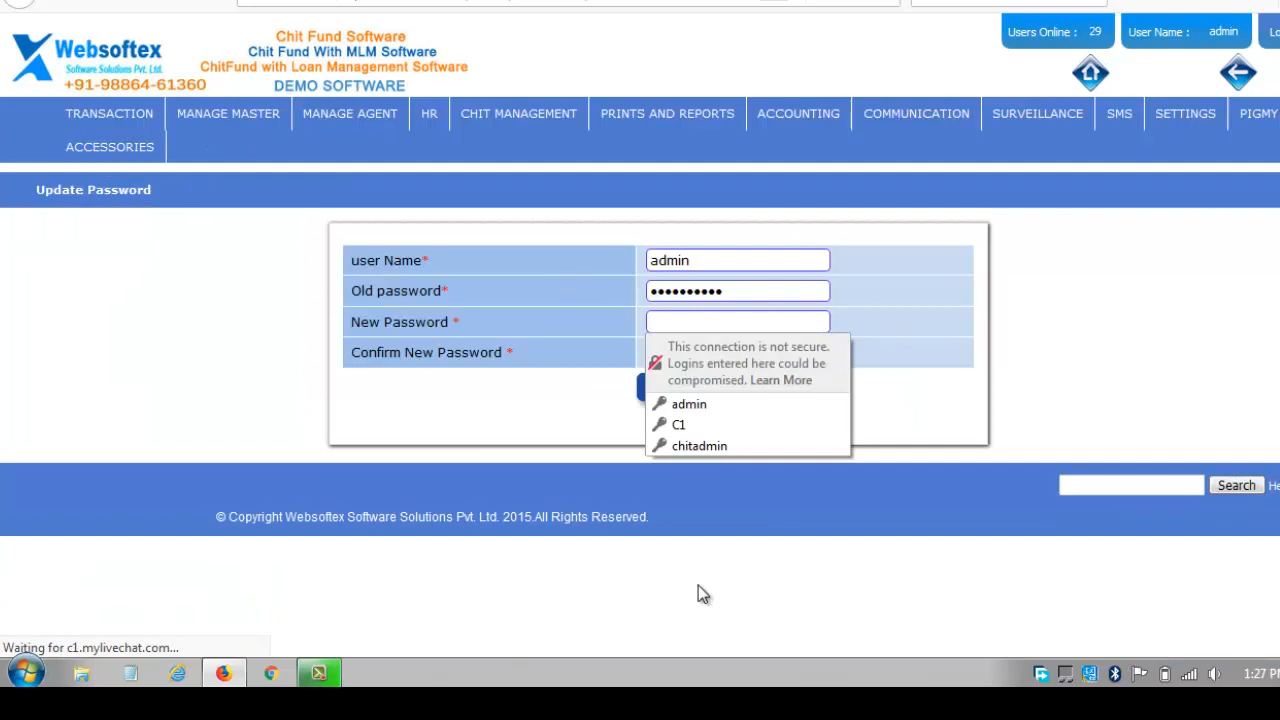 Websoftex
Software Solutions Pvt. Ltd.
+91-98864-61360
Chit Fund Software
Chit Fund With MLM Software
ChitFund with Loan Management Software
DEMO SOFTWARE
Users Online : 29
User Name : admin
Lo
TRANSACTION MANAGE MASTER MANAGE AGENT HR CHIT MANAGEMENT PRINTS AND REPORTS ACCOUNTING COMMUNICATION SURVEILLANCE SMS SETTINGS PIGMY
ACCESSORIES
Update Password
user Name* admin
Old password* ••••••••••
New Password *
Confirm New Password *
This connection is not secure.
Logins entered here could be
compromised. Learn More
admin
C1
chitadmin
Search He
© Copyright Websoftex Software Solutions Pvt. Ltd. 2015.All Rights Reserved.
Waiting for c1.mylivechat.com...
1:27 PM